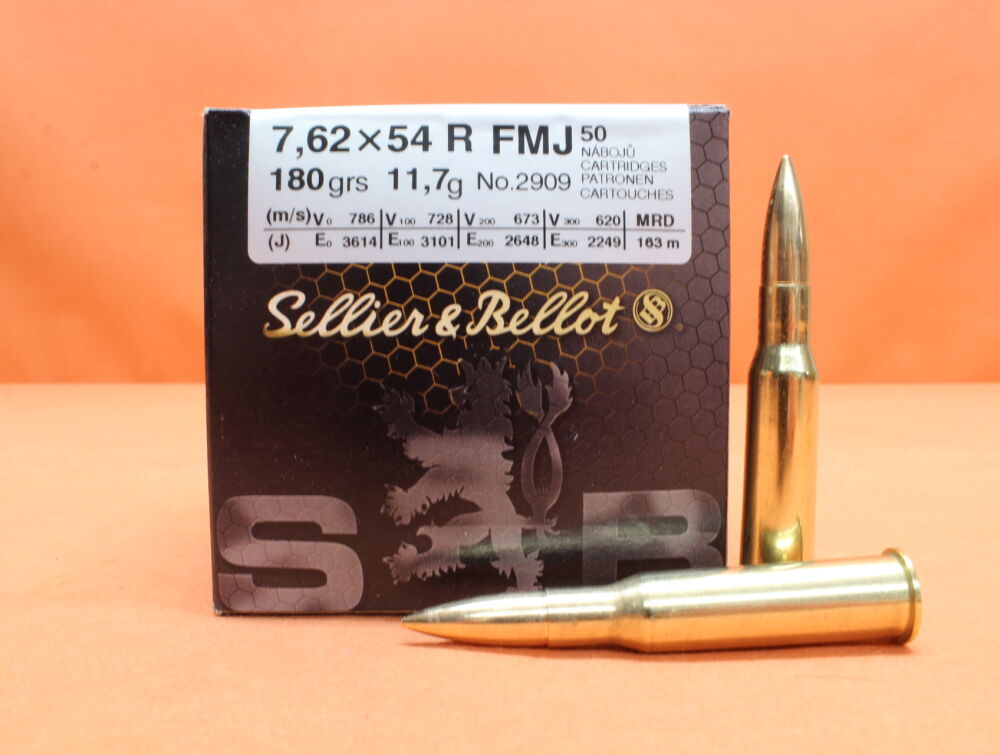 7,62×54 R FMJ 50
NÁBOJŮ
CARTRIDGES
PATRONEN
CARTOUCHES
180grs 11,7g No.2909
(m/s) V₀ 786 V₁₀₀ 728 V₂₀₀ 673 V₃₀₀ 620 MRD
(J) E₀ 3614 E₁₀₀ 3101 E₂₀₀ 2648 E₃₀₀ 2249 163 m
Sellier & Bellot
S B